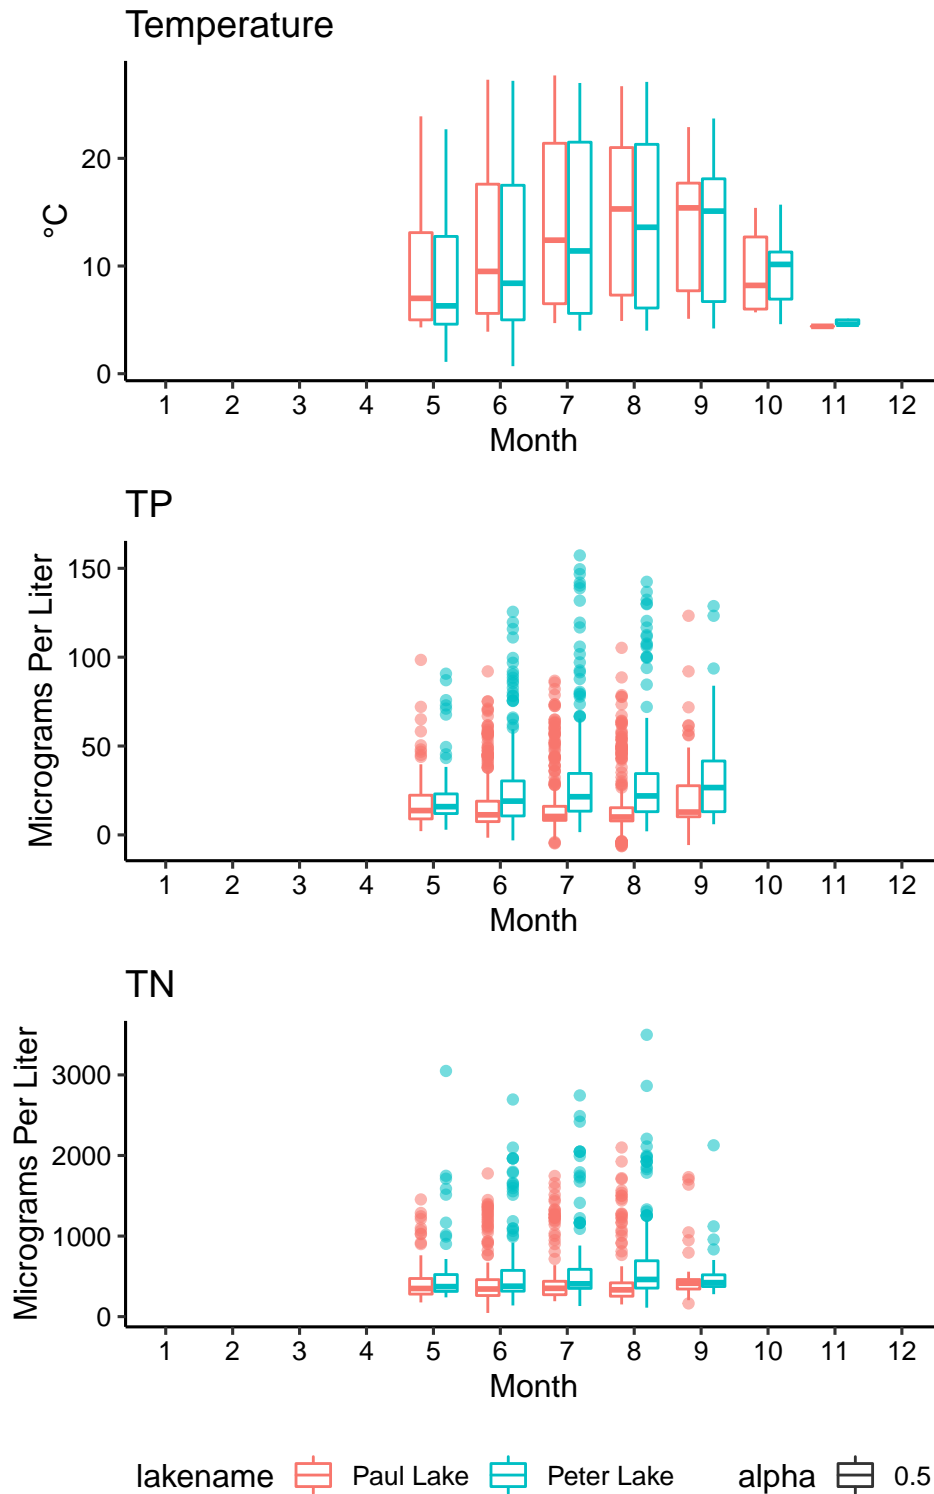 Temperature
20
10
0
°C
1 2 3 4 5 6 7 8 9 10 11 12
Month
TP
150
100
50
0
Micrograms Per Liter
1 2 3 4 5 6 7 8 9 10 11 12
Month
TN
3000
2000
1000
0
Micrograms Per Liter
1 2 3 4 5 6 7 8 9 10 11 12
Month
lakename Paul Lake Peter Lake alpha 0.5